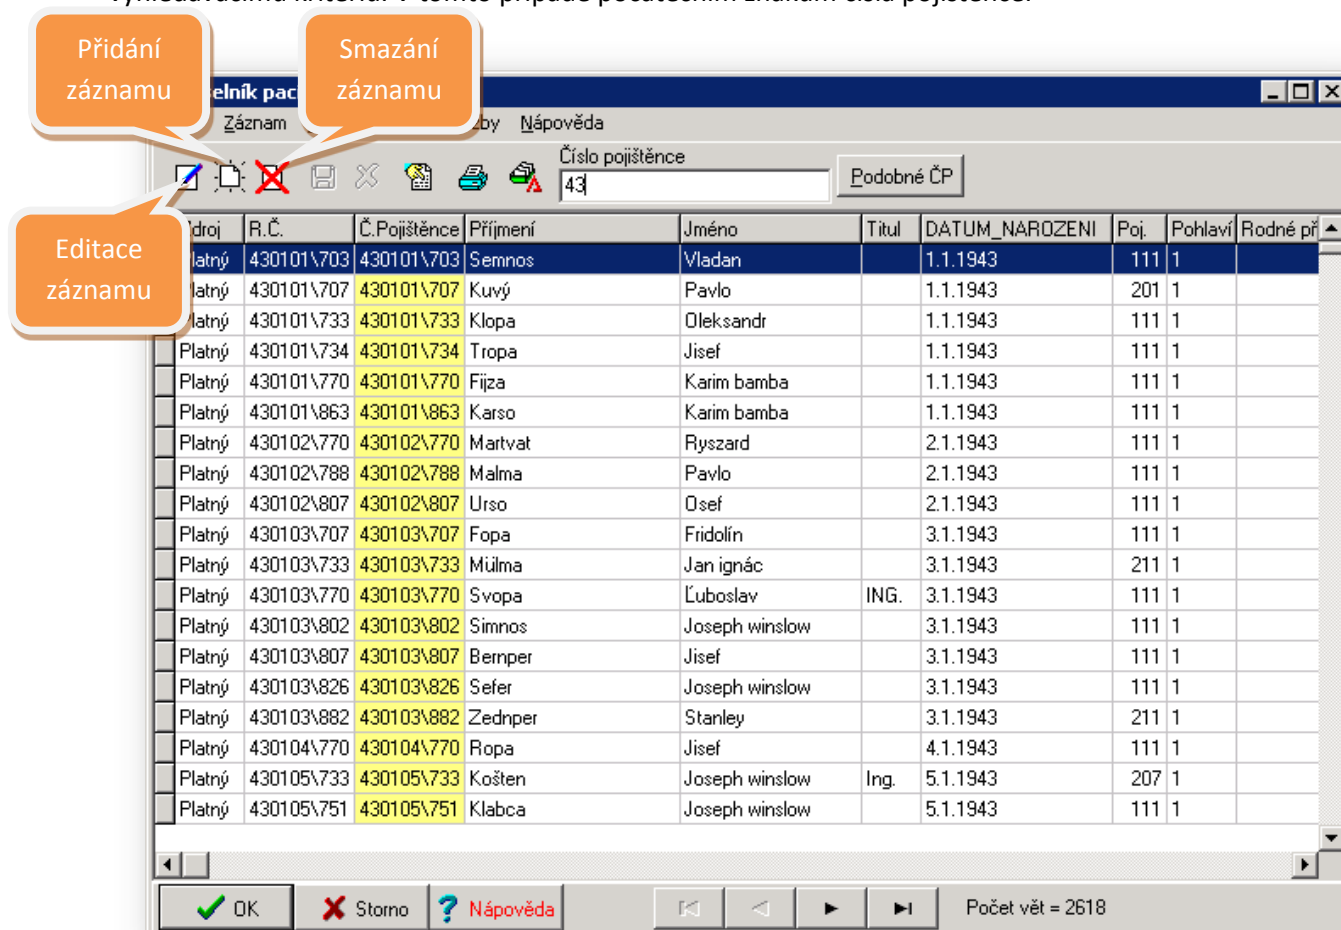 vyhledávacímu kritériu. V tomto případě počátečním znakům čísla pojištěnce.
Přidání
záznamu
Smazání
záznamu
Editace
záznamu
Záznam Nápověda
Číslo pojištěnce
43
Podobné ČP
R.Č. Č.Pojištěnce Příjmení Jméno Titul DATUM_NAROZENI Poj. Pohlaví Rodné př
430101\703 430101\703 Semnos Vladan 1.1.1943 111 1
430101\707 430101\707 Kuvý Pavlo 1.1.1943 201 1
430101\733 430101\733 Klopa Oleksandr 1.1.1943 111 1
Platný 430101\734 430101\734 Tropa Jisef 1.1.1943 111 1
Platný 430101\770 430101\770 Fijza Karim bamba 1.1.1943 111 1
Platný 430101\863 430101\863 Karso Karim bamba 1.1.1943 111 1
Platný 430102\770 430102\770 Martvat Ryszard 2.1.1943 111 1
Platný 430102\788 430102\788 Malma Pavlo 2.1.1943 111 1
Platný 430102\807 430102\807 Urso Osef 2.1.1943 111 1
Platný 430103\707 430103\707 Fopa Fridolín 3.1.1943 111 1
Platný 430103\733 430103\733 Mülma Jan ignác 3.1.1943 211 1
Platný 430103\770 430103\770 Svopa Ľuboslav ING. 3.1.1943 111 1
Platný 430103\802 430103\802 Simnos Joseph winslow 3.1.1943 111 1
Platný 430103\807 430103\807 Bernper Jisef 3.1.1943 111 1
Platný 430103\826 430103\826 Sefer Joseph winslow 3.1.1943 111 1
Platný 430103\882 430103\882 Zednper Stanley 3.1.1943 211 1
Platný 430104\770 430104\770 Ropa Jisef 4.1.1943 111 1
Platný 430105\733 430105\733 Košten Joseph winslow Ing. 5.1.1943 207 1
Platný 430105\751 430105\751 Klabca Joseph winslow 5.1.1943 111 1
OK Storno Nápověda Počet vět = 2618